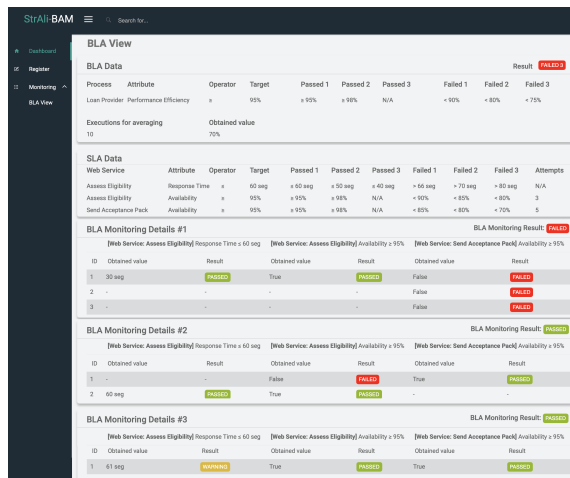 StrAli-BAM
Search for...
Dashboard
Register
Monitoring
BLA View
BLA View
BLA Data Result FAILED 3
Process Attribute Operator Target Passed 1 Passed 2 Passed 3 Failed 1 Failed 2 Failed 3
Loan Provider Performance Efficiency ≥ 95% ≥ 95% ≥ 98% N/A < 90% < 80% < 75%
Executions for averaging Obtained value
10 70%
SLA Data
Web Service Attribute Operator Target Passed 1 Passed 2 Passed 3 Failed 1 Failed 2 Failed 3 Attempts
Assess Eligibility Response Time ≤ 60 seg ≤ 60 seg ≤ 50 seg ≤ 40 seg > 66 seg > 70 seg > 80 seg N/A
Assess Eligibility Availability ≥ 95% ≥ 95% ≥ 98% N/A < 90% < 85% < 80% 3
Send Acceptance Pack Availability ≥ 95% ≥ 95% ≥ 98% N/A < 85% < 80% < 70% 5
BLA Monitoring Details #1 BLA Monitoring Result: FAILED
[Web Service: Assess Eligibility] Response Time ≤ 60 seg [Web Service: Assess Eligibility] Availability ≥ 95% [Web Service: Send Acceptance Pack] Availability ≥ 95%
ID Obtained value Result Obtained value Result Obtained value Result
1 30 seg PASSED True PASSED False FAILED
2 - - - - False FAILED
3 - - - - False FAILED
BLA Monitoring Details #2 BLA Monitoring Result: PASSED
[Web Service: Assess Eligibility] Response Time ≤ 60 seg [Web Service: Assess Eligibility] Availability ≥ 95% [Web Service: Send Acceptance Pack] Availability ≥ 95%
ID Obtained value Result Obtained value Result Obtained value Result
1 - - False FAILED True PASSED
2 60 seg PASSED True PASSED - -
BLA Monitoring Details #3 BLA Monitoring Result: PASSED
[Web Service: Assess Eligibility] Response Time ≤ 60 seg [Web Service: Assess Eligibility] Availability ≥ 95% [Web Service: Send Acceptance Pack] Availability ≥ 95%
ID Obtained value Result Obtained value Result Obtained value Result
1 61 seg WARNING True PASSED True PASSED